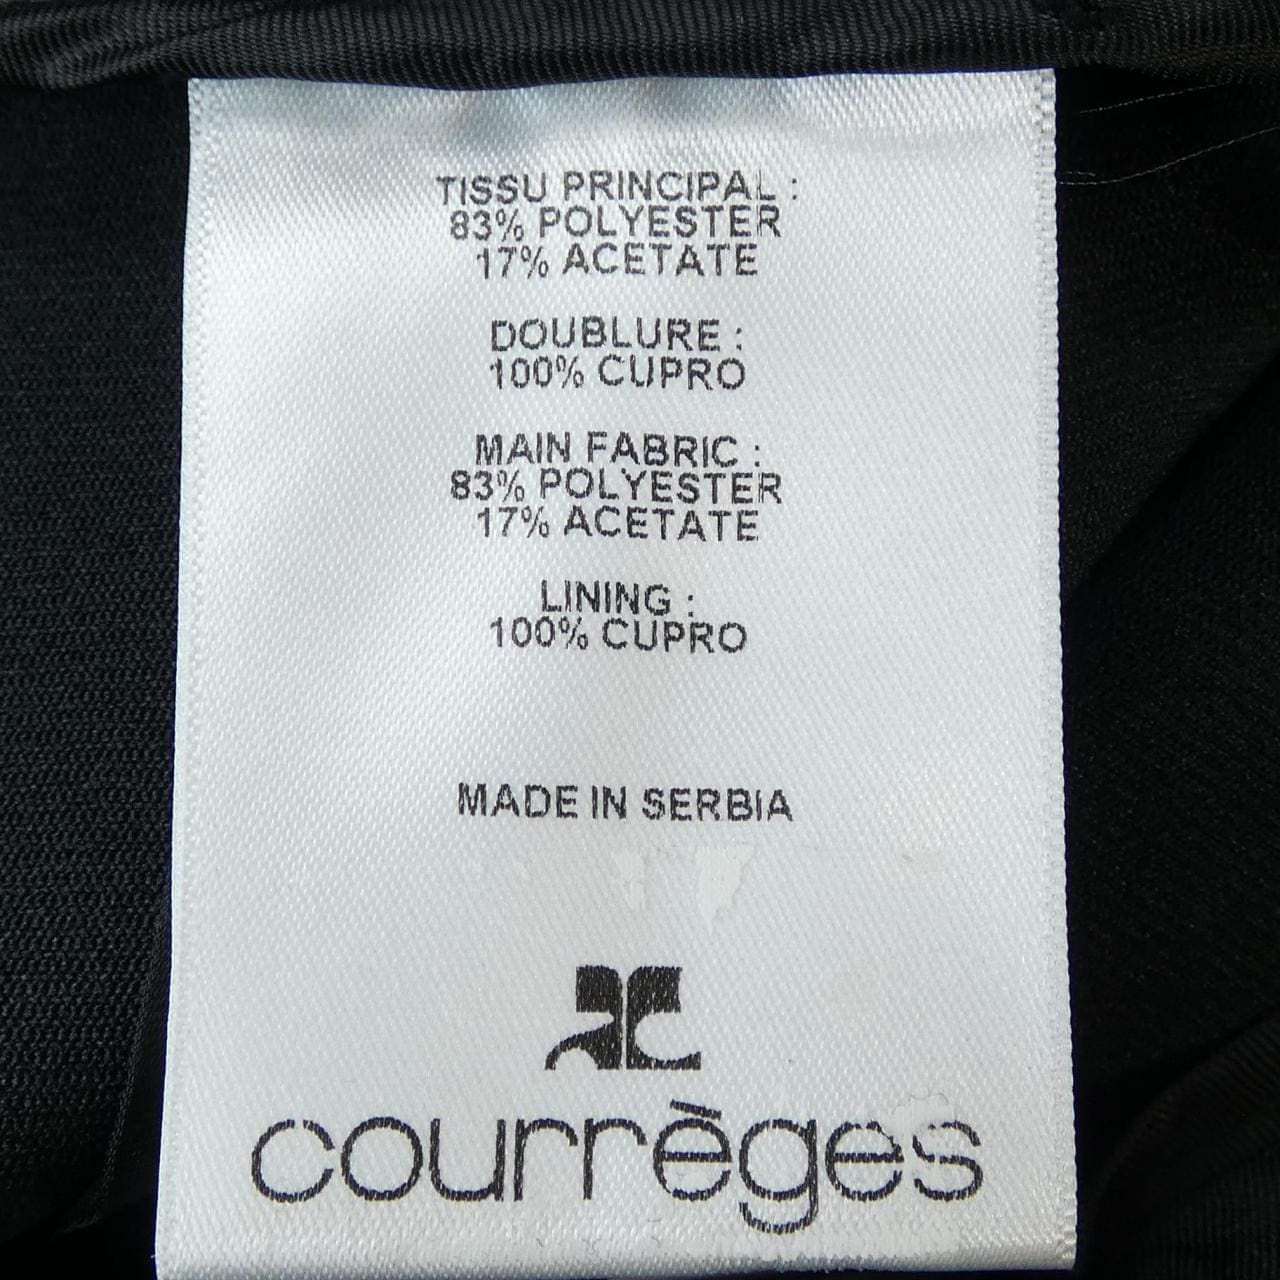 TISSU PRINCIPAL :
83% POLYESTER
17% ACETATE
DOUBLURE :
100% CUPRO
MAIN FABRIC :
83% POLYESTER
17% ACETATE
LINING :
100% CUPRO
MADE IN SERBIA
courrèges